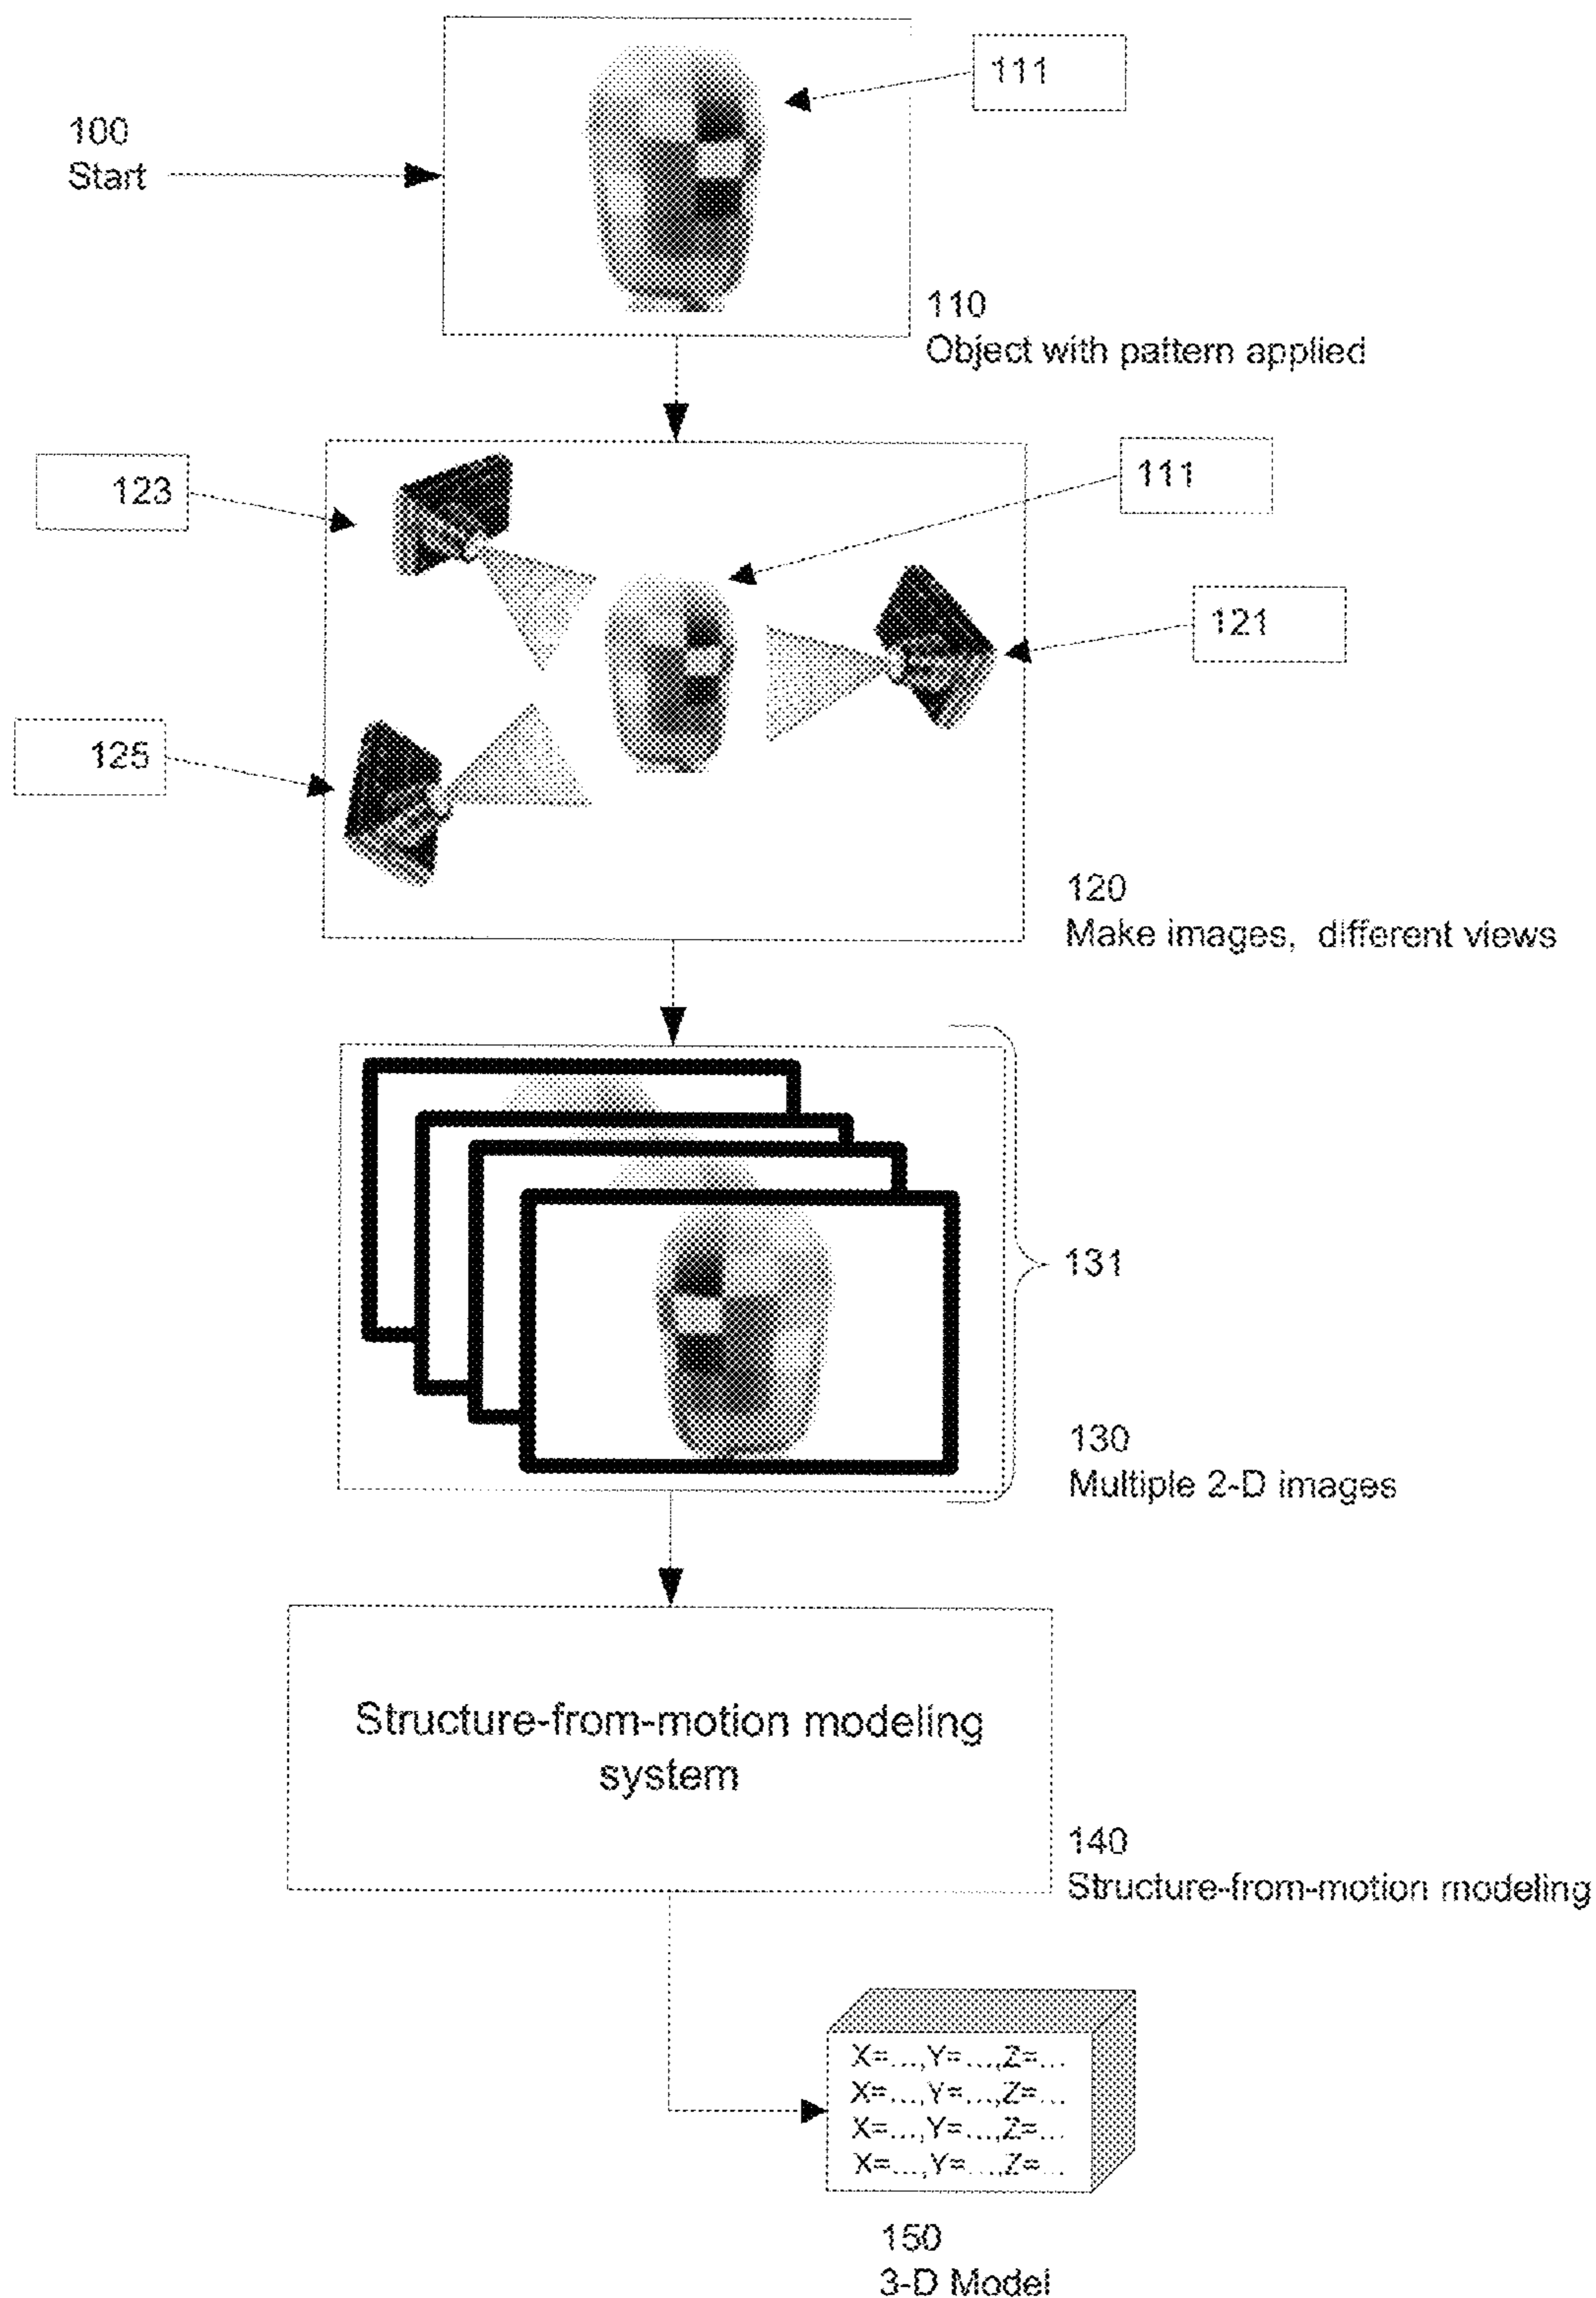 111
100
Start
110
Object with pattern applied
123
111
121
125
120
Make images, different views
131
130
Multiple 2-D images
Structure-from-motion modeling
system
140
Structure-from-motion modeling
X=...,Y=...,Z=...
X=...,Y=...,Z=...
X=...,Y=...,Z=...
X=...,Y=...,Z=...
150
3-D Model